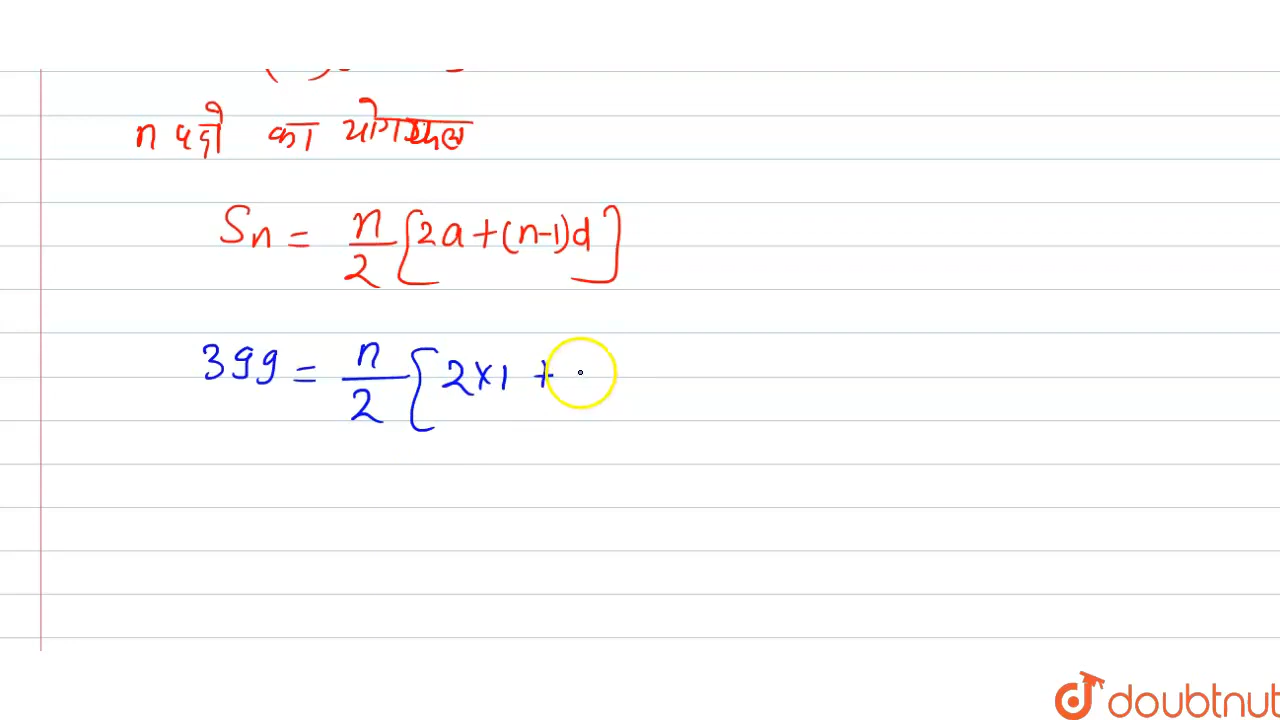 n पदों का योगफल
Sn = n/2 [2a + (n-1)d]
399 = n/2 [2×1 +
doubtnut